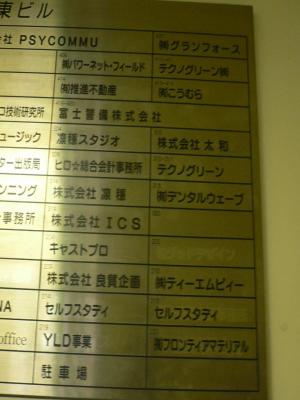 東ビル
会社 PSYCOMMU
㈱グランフォース
㈱パワーネット・フィールド
テクノグリーン㈱
㈱推進不動産
㈱こうむら
ロ技術研究所
富士警備株式会社
ュージック
凛種スタジオ
株式会社 太和
ター出版局
ヒロ☆総合会計事務所
テクノグリーン
ンニング
株式会社 凛種
㈱デンタルウェーブ
事務所
株式会社 ICS
キャストプロ
株式会社 良質企画
㈱ティーエムビィー
NA
セルフスタディ
セルフスタディ
office
YLD事業
㈱フロンティアマテリアル
駐車場